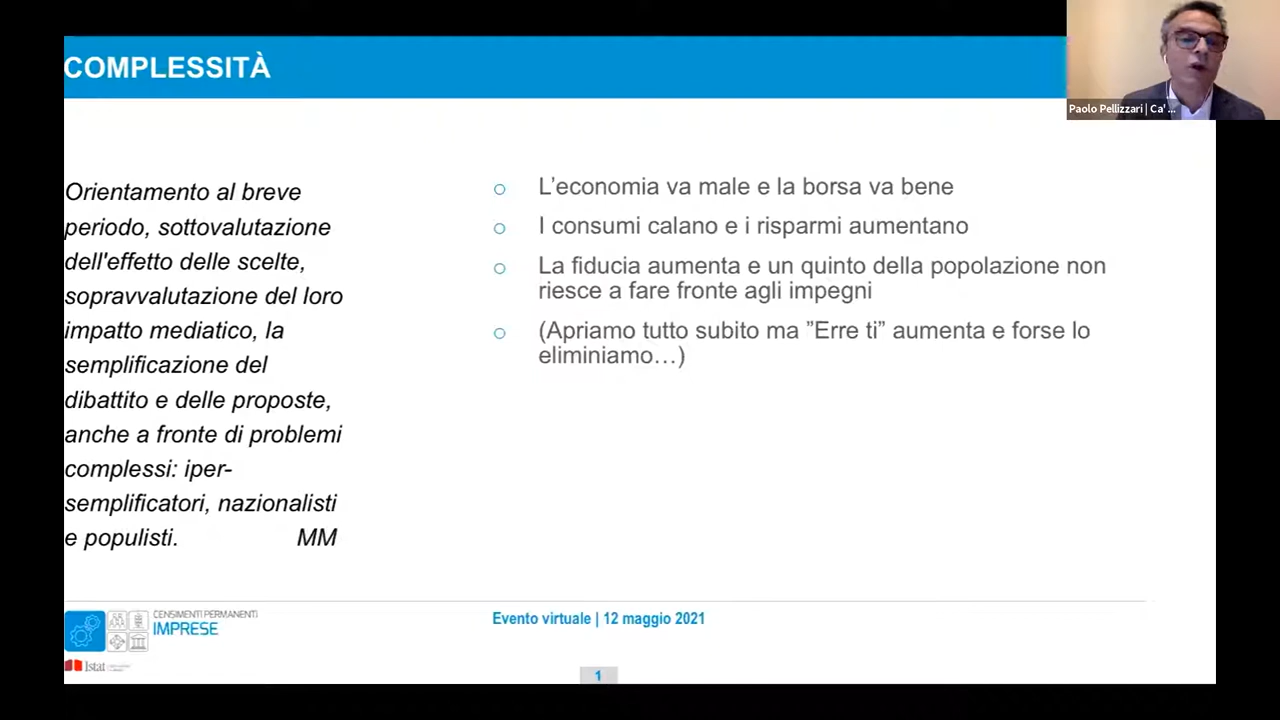 COMPLESSITÀ
Paolo Pellizzari | Ca' ...
Orientamento al breve
periodo, sottovalutazione
dell'effetto delle scelte,
sopravvalutazione del loro
impatto mediatico, la
semplificazione del
dibattito e delle proposte,
anche a fronte di problemi
complessi: iper-
semplificatori, nazionalisti
e populisti. MM
L'economia va male e la borsa va bene
I consumi calano e i risparmi aumentano
La fiducia aumenta e un quinto della popolazione non
riesce a fare fronte agli impegni
(Apriamo tutto subito ma ”Erre ti” aumenta e forse lo
eliminiamo…)
CENSIMENTI PERMANENTI
IMPRESE
Istat
Evento virtuale | 12 maggio 2021
1